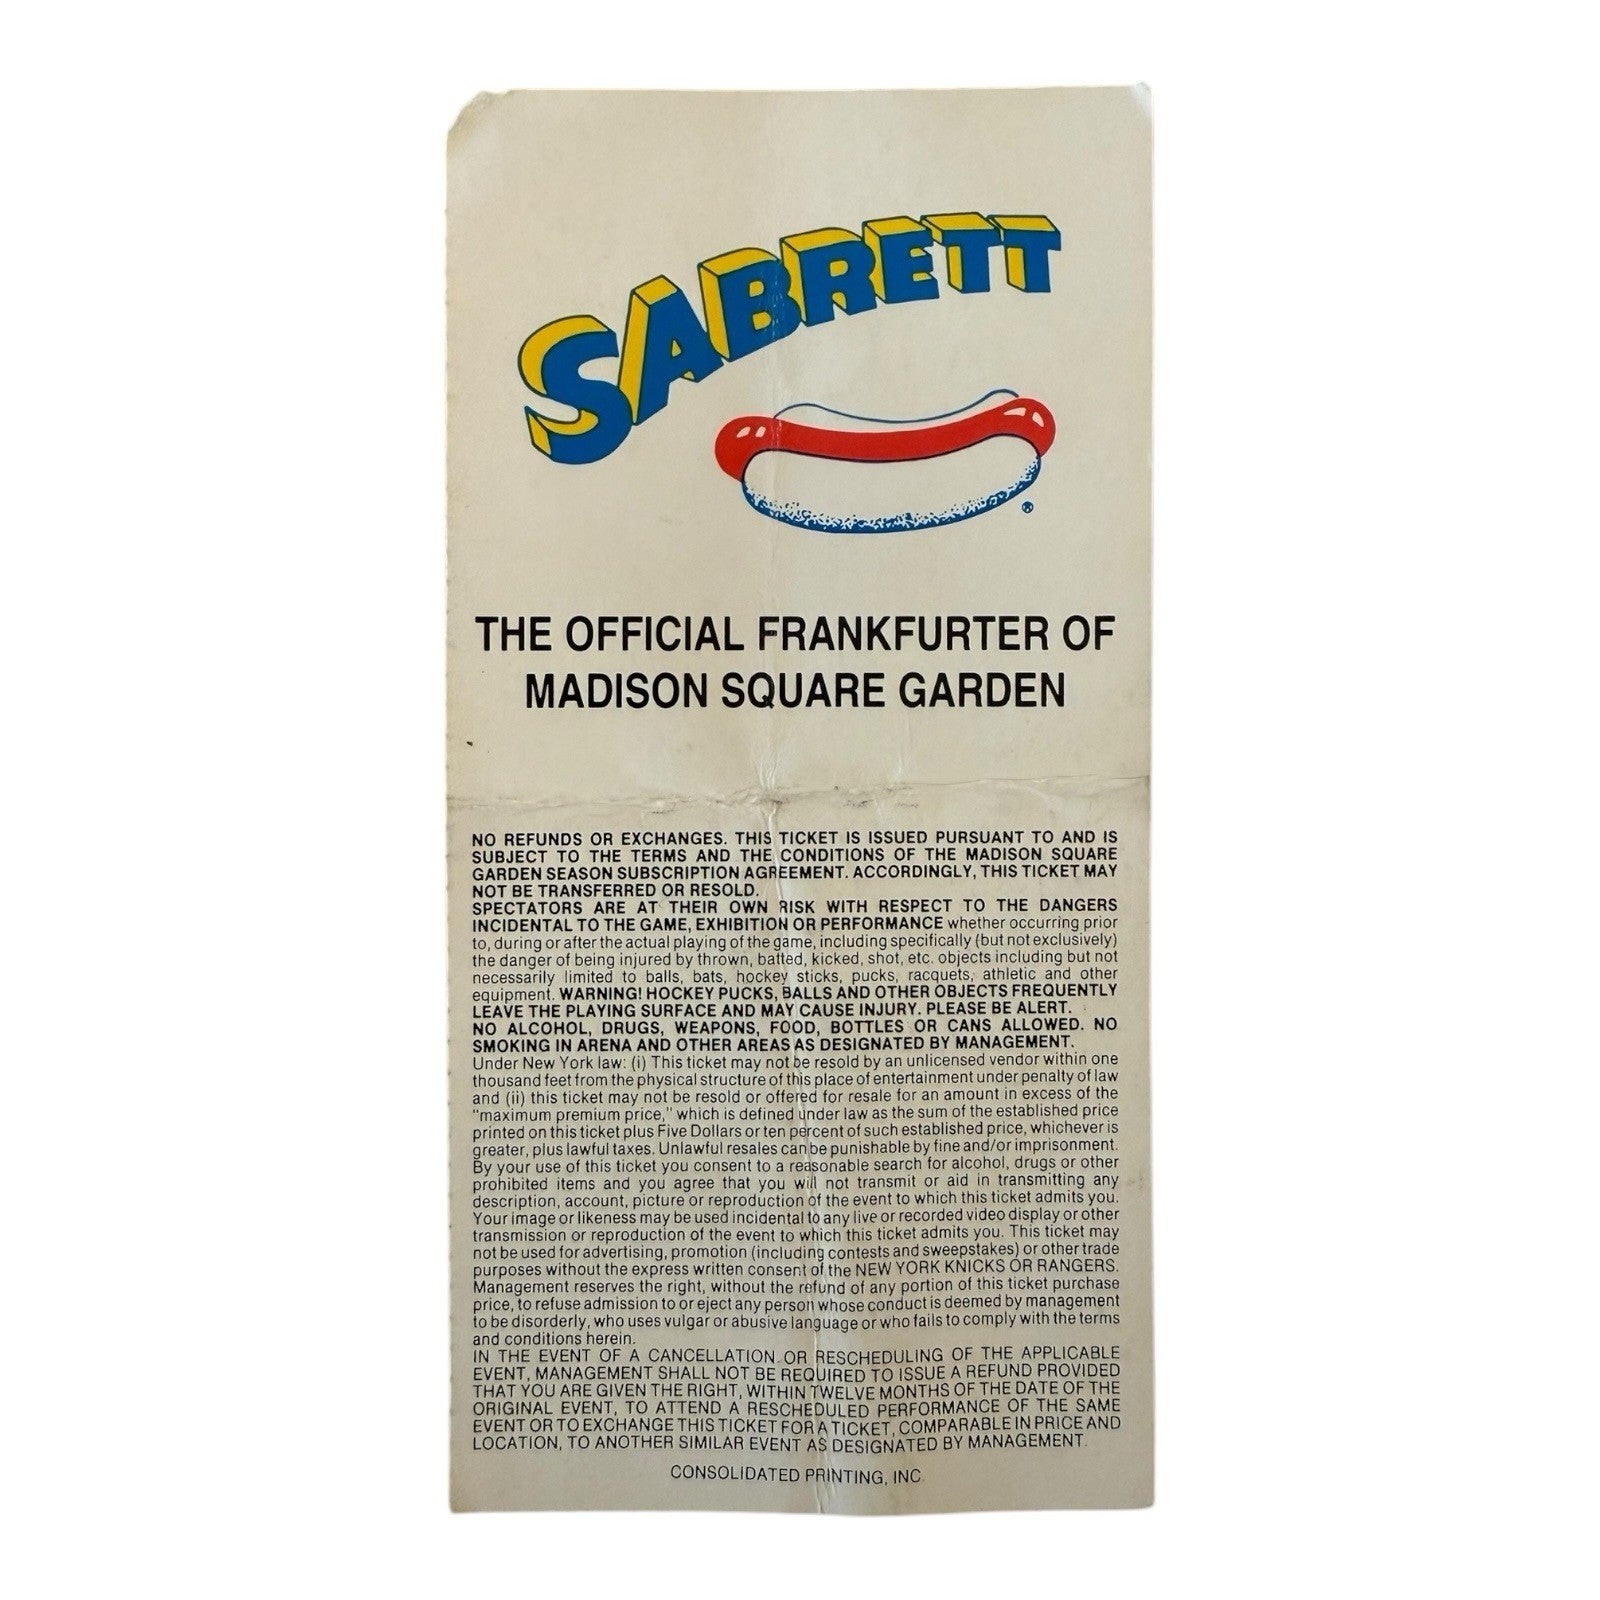 SABRETT
®
THE OFFICIAL FRANKFURTER OF
MADISON SQUARE GARDEN
NO REFUNDS OR EXCHANGES. THIS TICKET IS ISSUED PURSUANT TO AND IS
SUBJECT TO THE TERMS AND THE CONDITIONS OF THE MADISON SQUARE
GARDEN SEASON SUBSCRIPTION AGREEMENT. ACCORDINGLY, THIS TICKET MAY
NOT BE TRANSFERRED OR RESOLD.
SPECTATORS ARE AT THEIR OWN RISK WITH RESPECT TO THE DANGERS
INCIDENTAL TO THE GAME, EXHIBITION OR PERFORMANCE whether occurring prior
to, during or after the actual playing of the game, including specifically (but not exclusively)
the danger of being injured by thrown, batted, kicked, shot, etc. objects including but not
necessarily limited to balls, bats, hockey sticks, pucks, racquets, athletic and other
equipment. WARNING! HOCKEY PUCKS, BALLS AND OTHER OBJECTS FREQUENTLY
LEAVE THE PLAYING SURFACE AND MAY CAUSE INJURY. PLEASE BE ALERT.
NO ALCOHOL, DRUGS, WEAPONS, FOOD, BOTTLES OR CANS ALLOWED. NO
SMOKING IN ARENA AND OTHER AREAS AS DESIGNATED BY MANAGEMENT.
Under New York law: (i) This ticket may not be resold by an unlicensed vendor within one
thousand feet from the physical structure of this place of entertainment under penalty of law
and (ii) this ticket may not be resold or offered for resale for an amount in excess of the
"maximum premium price," which is defined under law as the sum of the established price
printed on this ticket plus Five Dollars or ten percent of such established price, whichever is
greater, plus lawful taxes. Unlawful resales can be punishable by fine and/or imprisonment.
By your use of this ticket you consent to a reasonable search for alcohol, drugs or other
prohibited items and you agree that you will not transmit or aid in transmitting any
description, account, picture or reproduction of the event to which this ticket admits you.
Your image or likeness may be used incidental to any live or recorded video display or other
transmission or reproduction of the event to which this ticket admits you. This ticket may
not be used for advertising, promotion (including contests and sweepstakes) or other trade
purposes without the express written consent of the NEW YORK KNICKS OR RANGERS.
Management reserves the right, without the refund of any portion of this ticket purchase
price, to refuse admission to or eject any person whose conduct is deemed by management
to be disorderly, who uses vulgar or abusive language or who fails to comply with the terms
and conditions herein.
IN THE EVENT OF A CANCELLATION OR RESCHEDULING OF THE APPLICABLE
EVENT, MANAGEMENT SHALL NOT BE REQUIRED TO ISSUE A REFUND PROVIDED
THAT YOU ARE GIVEN THE RIGHT, WITHIN TWELVE MONTHS OF THE DATE OF THE
ORIGINAL EVENT, TO ATTEND A RESCHEDULED PERFORMANCE OF THE SAME
EVENT OR TO EXCHANGE THIS TICKET FOR A TICKET, COMPARABLE IN PRICE AND
LOCATION, TO ANOTHER SIMILAR EVENT AS DESIGNATED BY MANAGEMENT.
CONSOLIDATED PRINTING, INC.